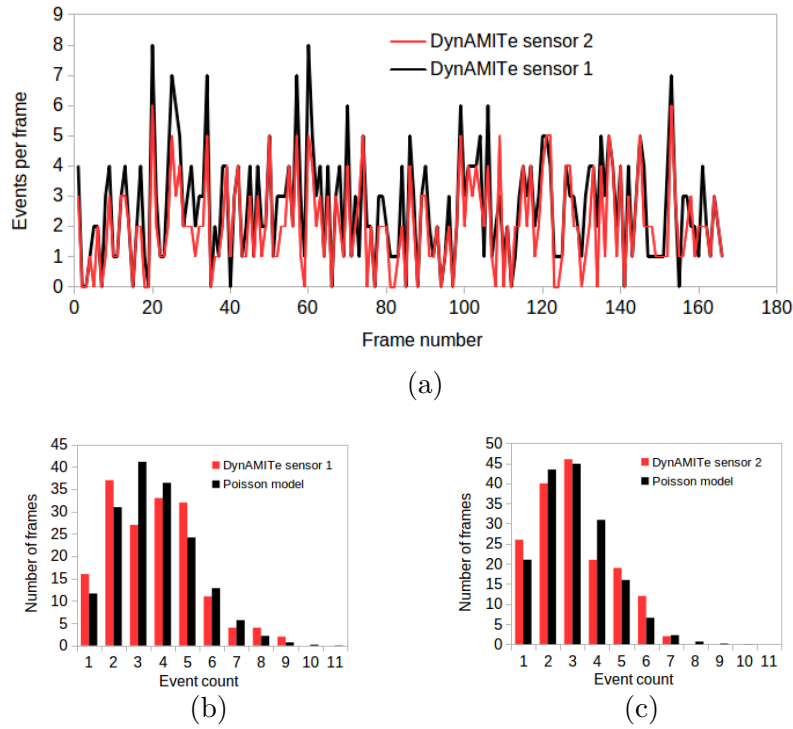 9
8
7
6
5
4
3
2
1
0
Events per frame
DynAMITe sensor 2
DynAMITe sensor 1
0 20 40 60 80 100 120 140 160 180
Frame number
(a)
45
40
35
30
25
20
15
10
5
0
Number of frames
DynAMITe sensor 1
Poisson model
1 2 3 4 5 6 7 8 9 10 11
Event count
(b)
50
45
40
35
30
25
20
15
10
5
0
Number of frames
DynAMITe sensor 2
Poisson model
1 2 3 4 5 6 7 8 9 10 11
Event count
(c)